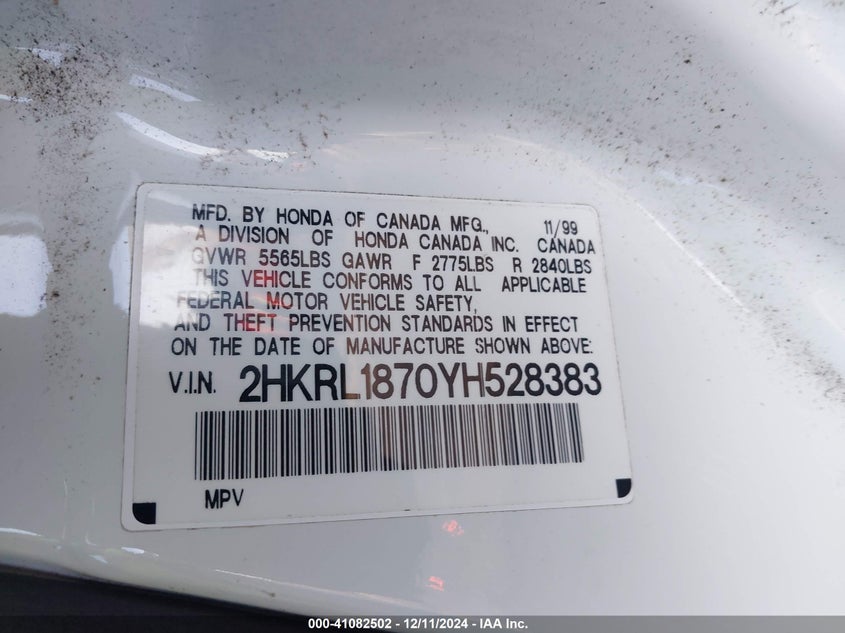 MFD. BY HONDA OF CANADA MFG., 11/99
A DIVISION OF HONDA CANADA INC. CANADA
GVWR 5565LBS GAWR F 2775LBS R 2840LBS
THIS VEHICLE CONFORMS TO ALL APPLICABLE
FEDERAL MOTOR VEHICLE SAFETY,
AND THEFT PREVENTION STANDARDS IN EFFECT
ON THE DATE OF MANUFACTURE SHOWN ABOVE:
V.I.N. 2HKRL1870YH528383
MPV
000-41082502 - 12/11/2024 - IAA Inc.